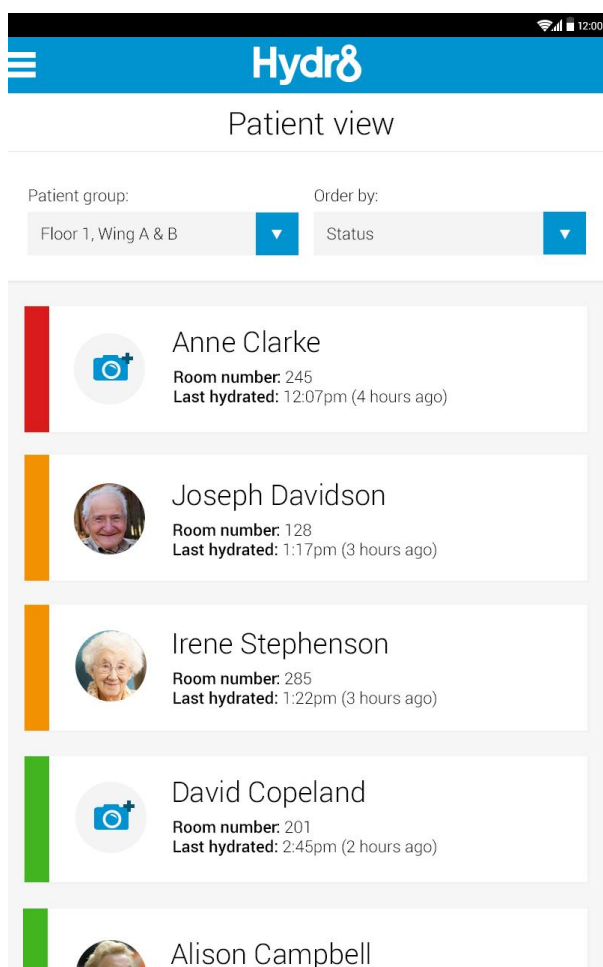 12:00
Hydr8
Patient view
Patient group:
Order by:
Floor 1, Wing A & B
Status
Anne Clarke
Room number: 245
Last hydrated: 12:07pm (4 hours ago)
Joseph Davidson
Room number: 128
Last hydrated: 1:17pm (3 hours ago)
Irene Stephenson
Room number: 285
Last hydrated: 1:22pm (3 hours ago)
David Copeland
Room number: 201
Last hydrated: 2:45pm (2 hours ago)
Alison Campbell